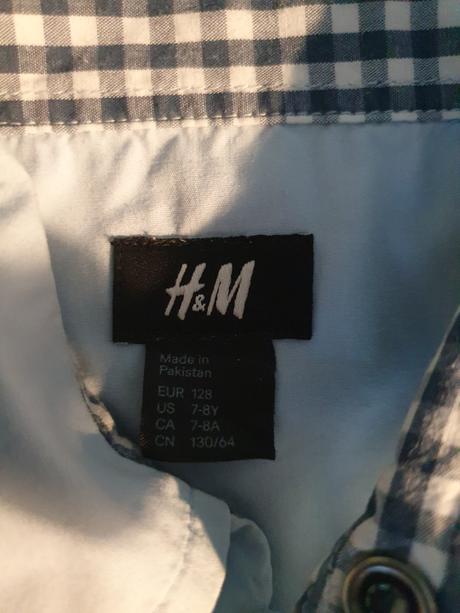 H&M
Made in
Pakistan
EUR 128
US 7-8Y
CA 7-8A
CN 130/64